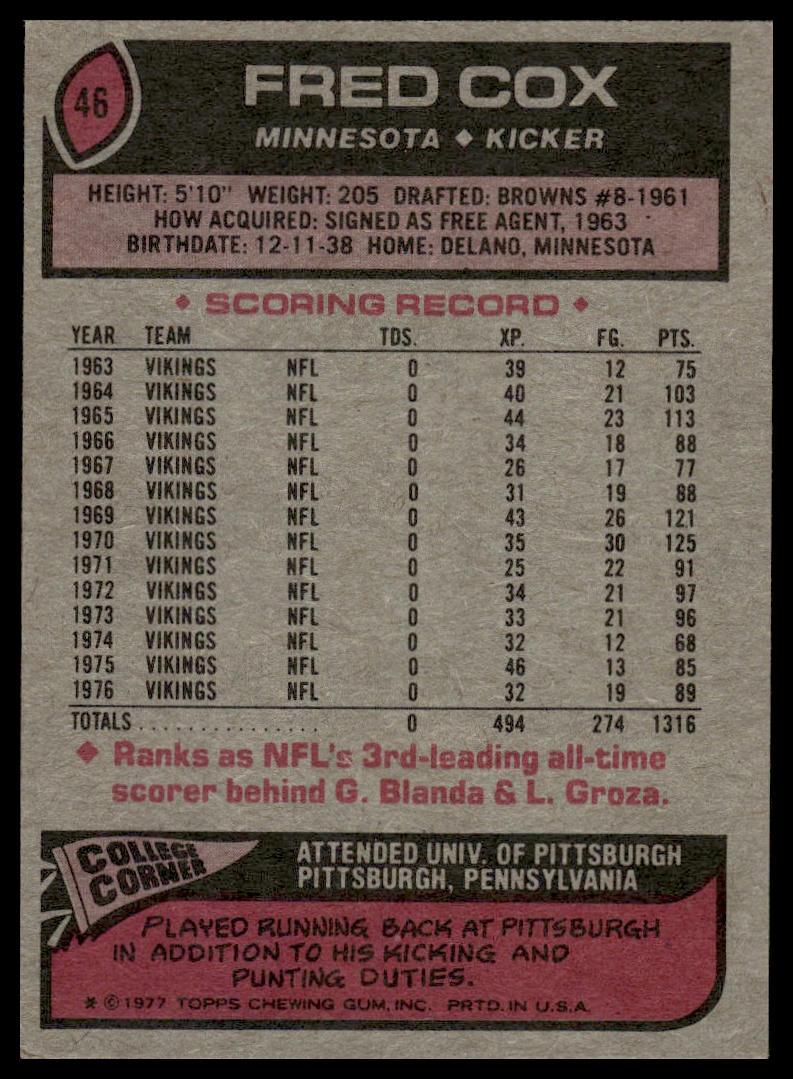 46
FRED COX
MINNESOTA ◆ KICKER
HEIGHT: 5'10" WEIGHT: 205 DRAFTED: BROWNS #8-1961
HOW ACQUIRED: SIGNED AS FREE AGENT, 1963
BIRTHDATE: 12-11-38 HOME: DELANO, MINNESOTA
◆ SCORING RECORD ◆
YEAR TEAM TDS. XP. FG. PTS.
1963 VIKINGS NFL 0 39 12 75
1964 VIKINGS NFL 0 40 21 103
1965 VIKINGS NFL 0 44 23 113
1966 VIKINGS NFL 0 34 18 88
1967 VIKINGS NFL 0 26 17 77
1968 VIKINGS NFL 0 31 19 88
1969 VIKINGS NFL 0 43 26 121
1970 VIKINGS NFL 0 35 30 125
1971 VIKINGS NFL 0 25 22 91
1972 VIKINGS NFL 0 34 21 97
1973 VIKINGS NFL 0 33 21 96
1974 VIKINGS NFL 0 32 12 68
1975 VIKINGS NFL 0 46 13 85
1976 VIKINGS NFL 0 32 19 89
TOTALS . . . . . . . . . . . . . . . 0 494 274 1316
◆ Ranks as NFL's 3rd-leading all-time
scorer behind G. Blanda & L. Groza.
COLLEGE
CORNER
ATTENDED UNIV. OF PITTSBURGH
PITTSBURGH, PENNSYLVANIA
PLAYED RUNNING BACK AT PITTSBURGH
IN ADDITION TO HIS KICKING AND
PUNTING DUTIES.
* © 1977 TOPPS CHEWING GUM, INC. PRTD. IN U.S.A.